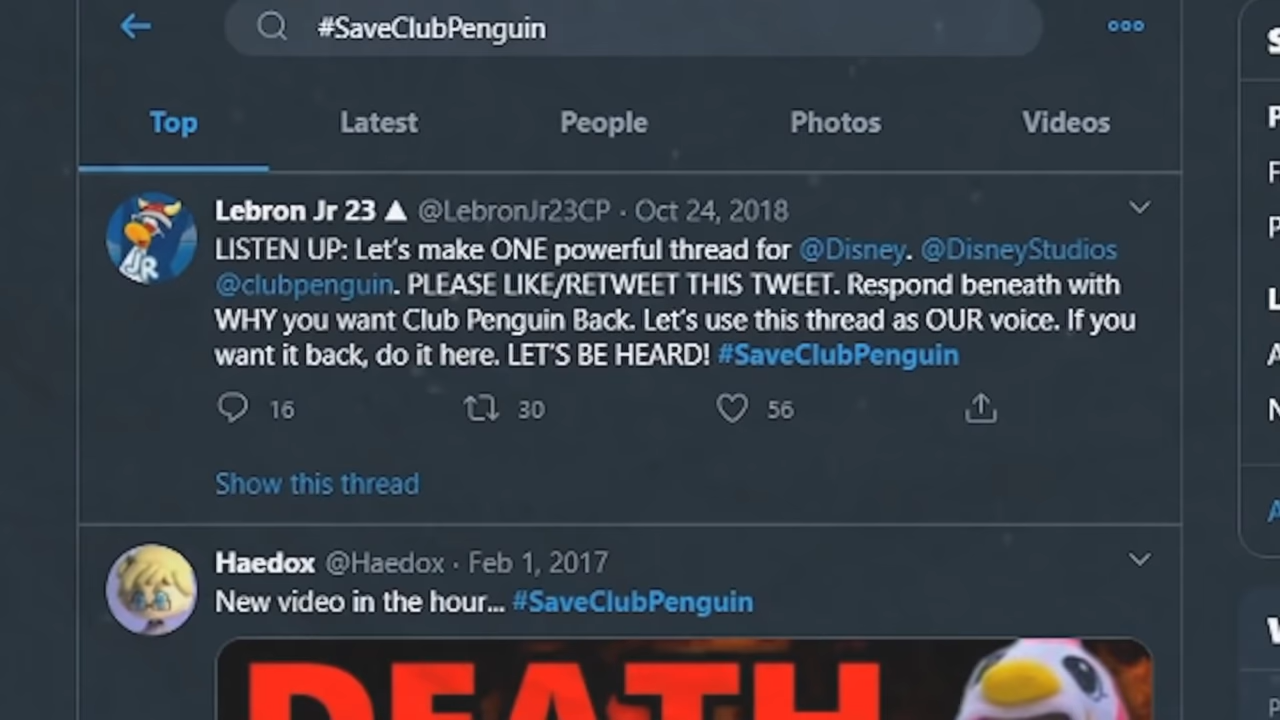 #SaveClubPenguin
Top Latest People Photos Videos
Lebron Jr 23 ▲ @LebronJr23CP · Oct 24, 2018
LISTEN UP: Let's make ONE powerful thread for @Disney. @DisneyStudios
@clubpenguin. PLEASE LIKE/RETWEET THIS TWEET. Respond beneath with
WHY you want Club Penguin Back. Let's use this thread as OUR voice. If you
want it back, do it here. LET'S BE HEARD! #SaveClubPenguin
16 30 56
Show this thread
Haedox @Haedox · Feb 1, 2017
New video in the hour... #SaveClubPenguin
DEATH
JR